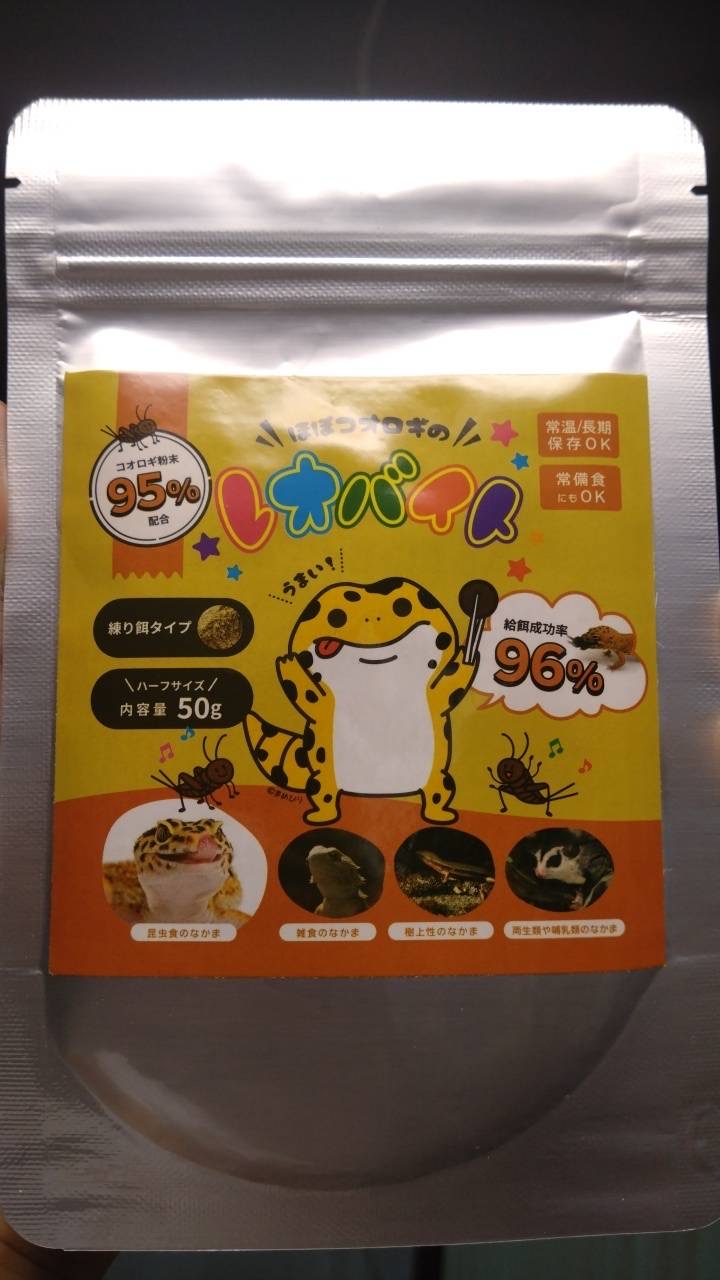 ほぼコオロギの
レオバイト
コオロギ粉末
95%
配合
常温/長期
保存OK
常備食
にもOK
うまい!
練り餌タイプ
ハーフサイズ
内容量 50g
給餌成功率
96%
©まめひり
昆虫食のなかま
雑食のなかま
樹上性のなかま
両生類や哺乳類のなかま